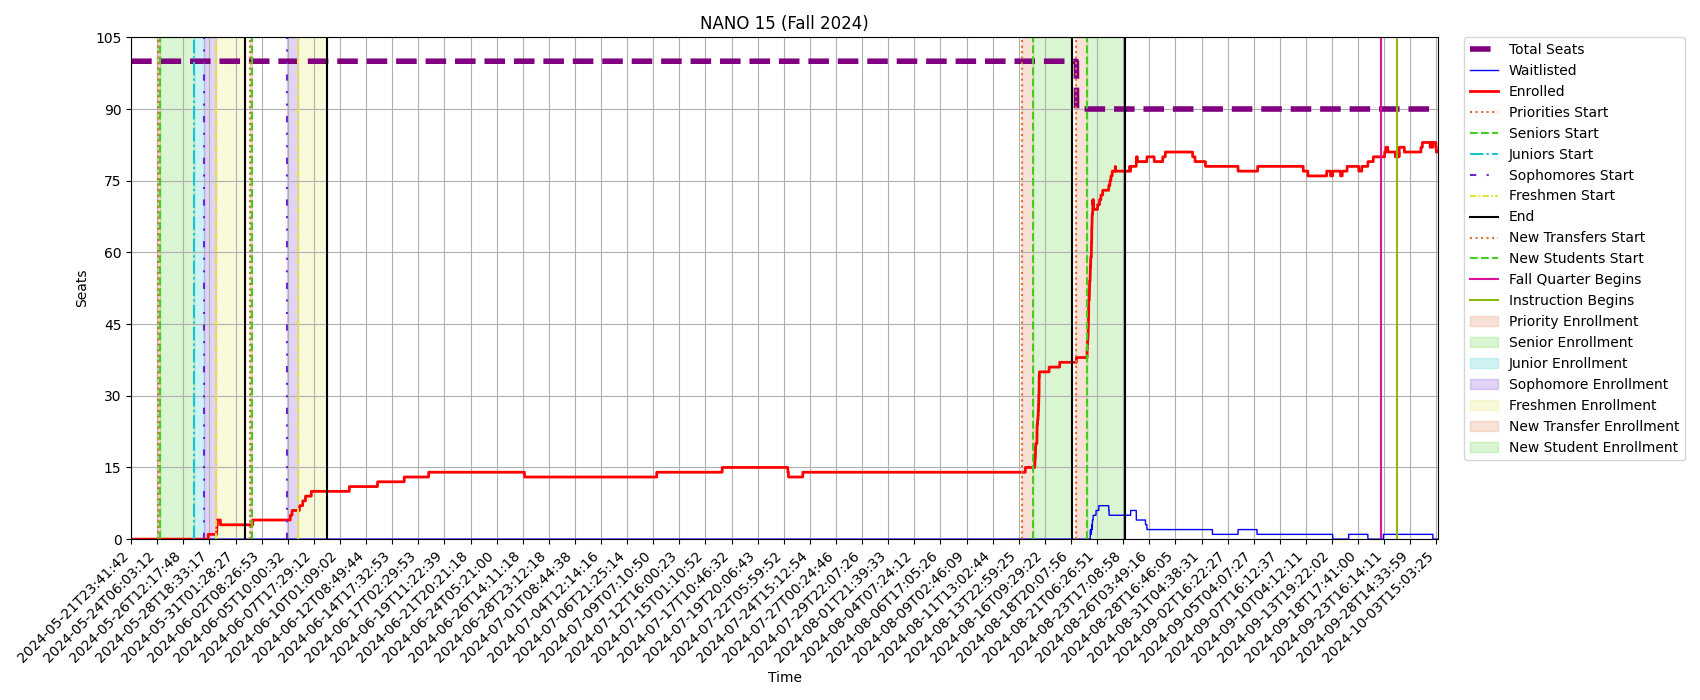 NANO 15 (Fall 2024)
105
90
75
60
45
30
15
0
Seats
2024-05-21T23:41:42
2024-05-24T06:03:12
2024-05-26T12:17:48
2024-05-28T18:33:17
2024-05-31T01:28:27
2024-06-02T08:26:53
2024-06-05T10:00:32
2024-06-07T17:29:12
2024-06-10T01:09:02
2024-06-12T08:49:44
2024-06-14T17:32:53
2024-06-17T02:29:53
2024-06-19T11:22:39
2024-06-21T20:21:18
2024-06-24T05:21:00
2024-06-26T14:11:18
2024-06-28T23:12:18
2024-07-01T08:44:38
2024-07-04T12:14:16
2024-07-06T21:25:14
2024-07-09T07:10:50
2024-07-12T16:00:23
2024-07-15T01:10:52
2024-07-17T10:46:32
2024-07-19T20:06:43
2024-07-22T05:59:52
2024-07-24T15:12:54
2024-07-27T00:24:46
2024-07-29T10:07:26
2024-08-01T21:39:33
2024-08-04T07:24:12
2024-08-06T17:05:26
2024-08-09T02:46:09
2024-08-11T13:02:44
2024-08-13T22:59:25
2024-08-16T09:29:22
2024-08-18T20:07:56
2024-08-21T06:26:51
2024-08-23T17:08:58
2024-08-26T03:49:16
2024-08-28T16:46:05
2024-08-31T04:38:31
2024-09-02T16:22:27
2024-09-05T04:07:27
2024-09-07T16:12:37
2024-09-10T04:12:11
2024-09-13T19:22:02
2024-09-18T17:41:00
2024-09-23T16:14:11
2024-09-28T14:33:59
2024-10-03T15:03:25
Time
Total Seats
Waitlisted
Enrolled
Priorities Start
Seniors Start
Juniors Start
Sophomores Start
Freshmen Start
End
New Transfers Start
New Students Start
Fall Quarter Begins
Instruction Begins
Priority Enrollment
Senior Enrollment
Junior Enrollment
Sophomore Enrollment
Freshmen Enrollment
New Transfer Enrollment
New Student Enrollment